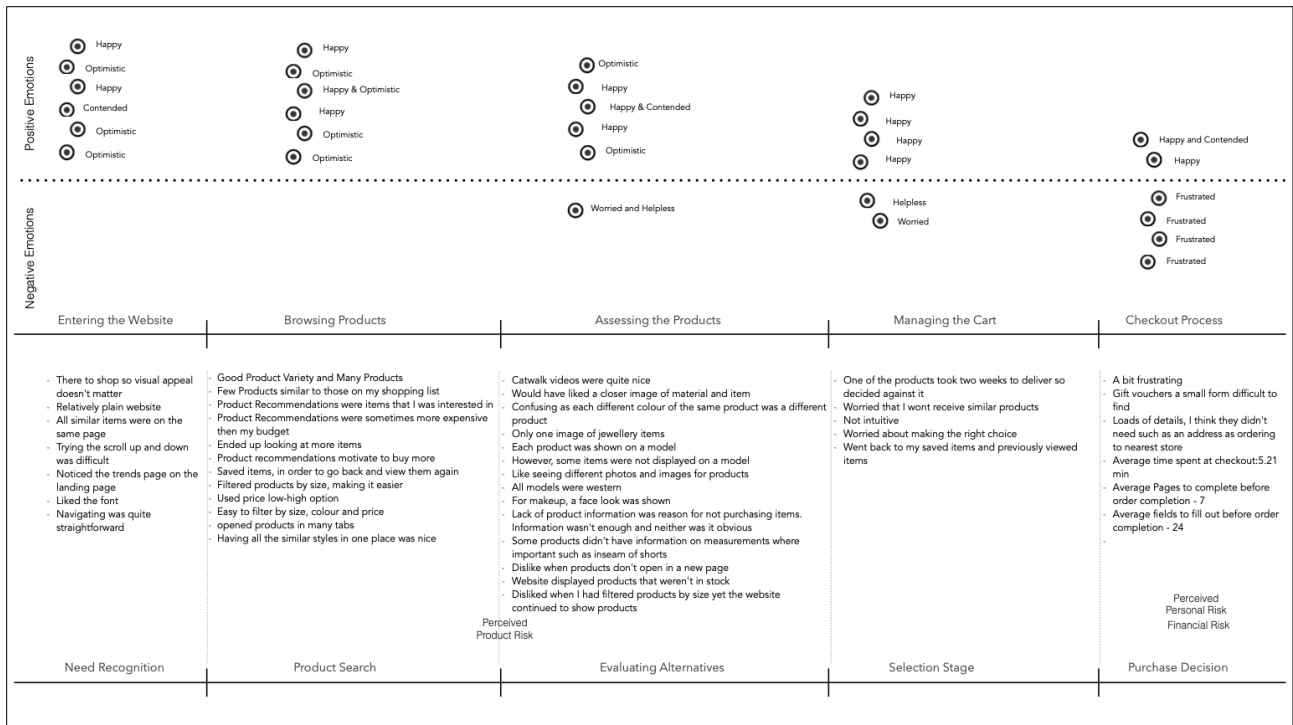 Positive Emotions
Happy
Optimistic
Happy
Contended
Optimistic
Optimistic
Happy
Optimistic
Happy & Optimistic
Happy
Optimistic
Optimistic
Optimistic
Happy
Happy & Contended
Happy
Optimistic
Happy
Happy
Happy
Happy
Happy and Contended
Happy
Negative Emotions
Worried and Helpless
Helpless
Worried
Frustrated
Frustrated
Frustrated
Frustrated
Entering the Website
Browsing Products
Assessing the Products
Managing the Cart
Checkout Process
- There to shop so visual appeal
doesn't matter
- Relatively plain website
- All similar items were on the
same page
- Trying the scroll up and down
was difficult
- Noticed the trends page on the
landing page
- Liked the font
- Navigating was quite
straightforward
- Good Product Variety and Many Products
- Few Products similar to those on my shopping list
- Product Recommendations were items that I was interested in
- Product Recommendations were sometimes more expensive
then my budget
- Ended up looking at more items
- Product recommendations motivate to buy more
- Saved items, in order to go back and view them again
- Filtered products by size, making it easier
- Used price low-high option
- Easy to filter by size, colour and price
- opened products in many tabs
- Having all the similar styles in one place was nice
- Catwalk videos were quite nice
- Would have liked a closer image of material and item
- Confusing as each different colour of the same product was a different
product
- Only one image of jewellery items
- Each product was shown on a model
- However, some items were not displayed on a model
- Like seeing different photos and images for products
- All models were western
- For makeup, a face look was shown
- Lack of product information was reason for not purchasing items.
Information wasn't enough and neither was it obvious
- Some products didn't have information on measurements where
important such as inseam of shorts
- Dislike when products don't open in a new page
- Website displayed products that weren't in stock
- Disliked when I had filtered products by size yet the website
continued to show products
- One of the products took two weeks to deliver so
decided against it
- Worried that I wont receive similar products
- Not intuitive
- Worried about making the right choice
- Went back to my saved items and previously viewed
items
- A bit frustrating
- Gift vouchers a small form difficult to
find
- Loads of details, I think they didn't
need such as an address as ordering
to nearest store
- Average time spent at checkout:5.21
min
- Average Pages to complete before
order completion - 7
- Average fields to fill out before order
completion - 24
-
Perceived
Product Risk
Perceived
Personal Risk
Financial Risk
Need Recognition
Product Search
Evaluating Alternatives
Selection Stage
Purchase Decision